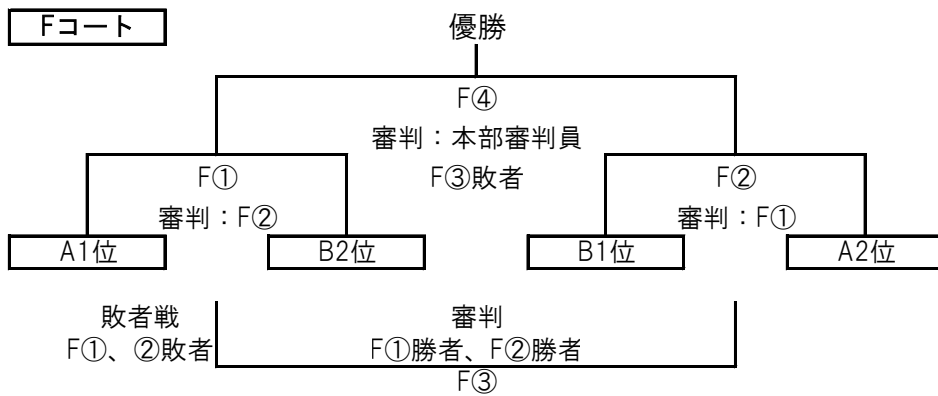 Fコート
優勝
F④
審判：本部審判員
F③敗者
F①
審判：F②
F②
審判：F①
A1位
B2位
B1位
A2位
敗者戦
F①、②敗者
審判
F①勝者、F②勝者
F③